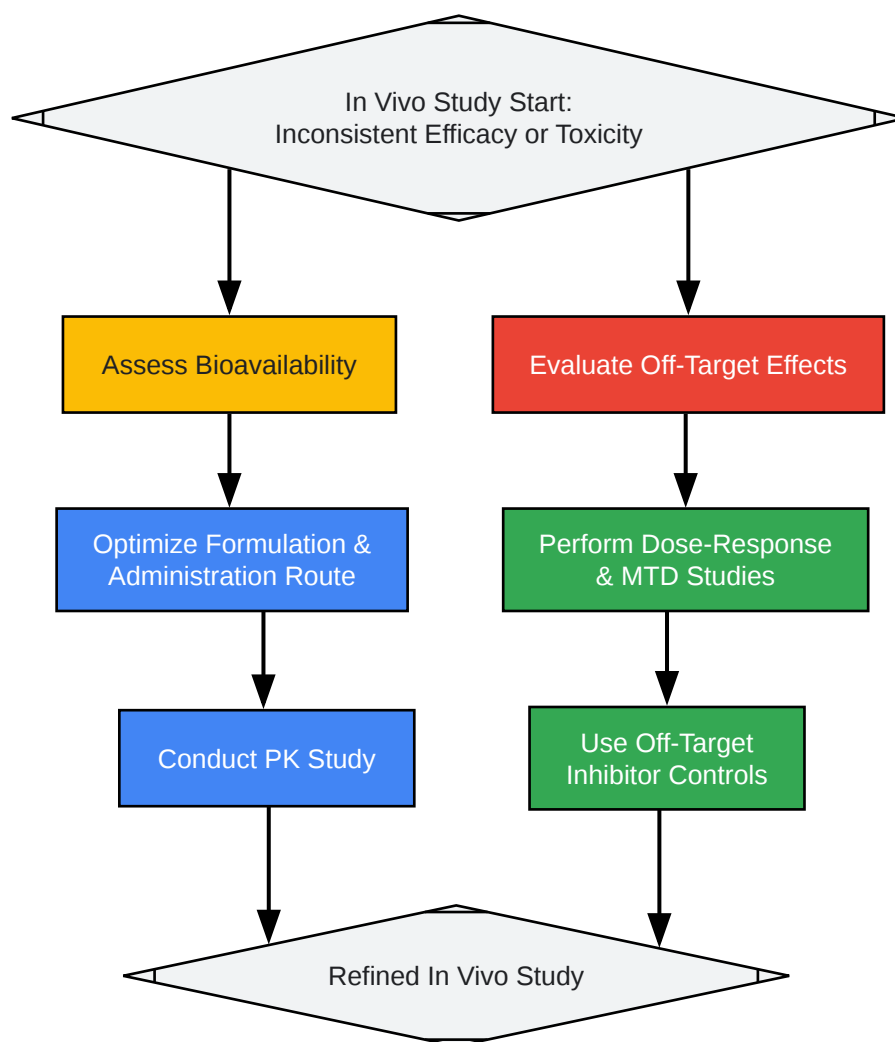 In Vivo Study Start:
Inconsistent Efficacy or Toxicity
Assess Bioavailability
Evaluate Off-Target Effects
Optimize Formulation &
Administration Route
Perform Dose-Response
& MTD Studies
Conduct PK Study
Use Off-Target
Inhibitor Controls
Refined In Vivo Study